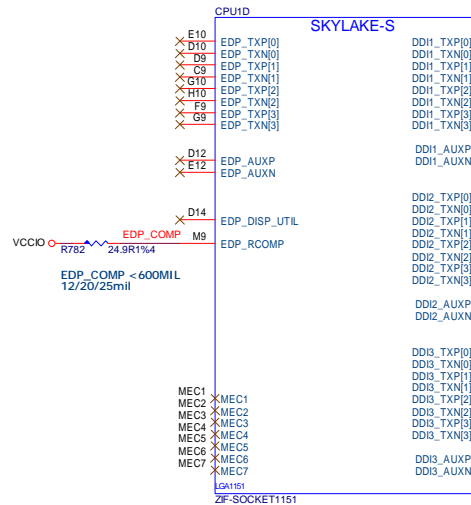 CPU1D
SKYLAKE-S
E10 EDP_TXP[0] DDI1_TXP[0]
D10 EDP_TXN[0] DDI1_TXN[0]
D9 EDP_TXP[1] DDI1_TXP[1]
C9 EDP_TXN[1] DDI1_TXN[1]
G10 EDP_TXP[2] DDI1_TXP[2]
H10 EDP_TXN[2] DDI1_TXN[2]
F9 EDP_TXP[3] DDI1_TXP[3]
G9 EDP_TXN[3] DDI1_TXN[3]
DDI1_AUXP
D12 EDP_AUXP DDI1_AUXN
E12 EDP_AUXN
DDI2_TXP[0]
DDI2_TXN[0]
D14 EDP_DISP_UTIL DDI2_TXP[1]
DDI2_TXN[1]
VCCIO EDP_COMP M9 EDP_RCOMP DDI2_TXP[2]
R782 24.9R1%4 DDI2_TXN[2]
DDI2_TXP[3]
EDP_COMP <600MIL DDI2_TXN[3]
12/20/25mil
DDI2_AUXP
DDI2_AUXN
DDI3_TXP[0]
DDI3_TXN[0]
DDI3_TXP[1]
DDI3_TXN[1]
MEC1 MEC1 DDI3_TXP[2]
MEC2 MEC2 DDI3_TXN[2]
MEC3 MEC3 DDI3_TXP[3]
MEC4 MEC4 DDI3_TXN[3]
MEC5 MEC5
MEC6 MEC6 DDI3_AUXP
MEC7 MEC7 DDI3_AUXN
LGA1151
ZIF-SOCKET1151